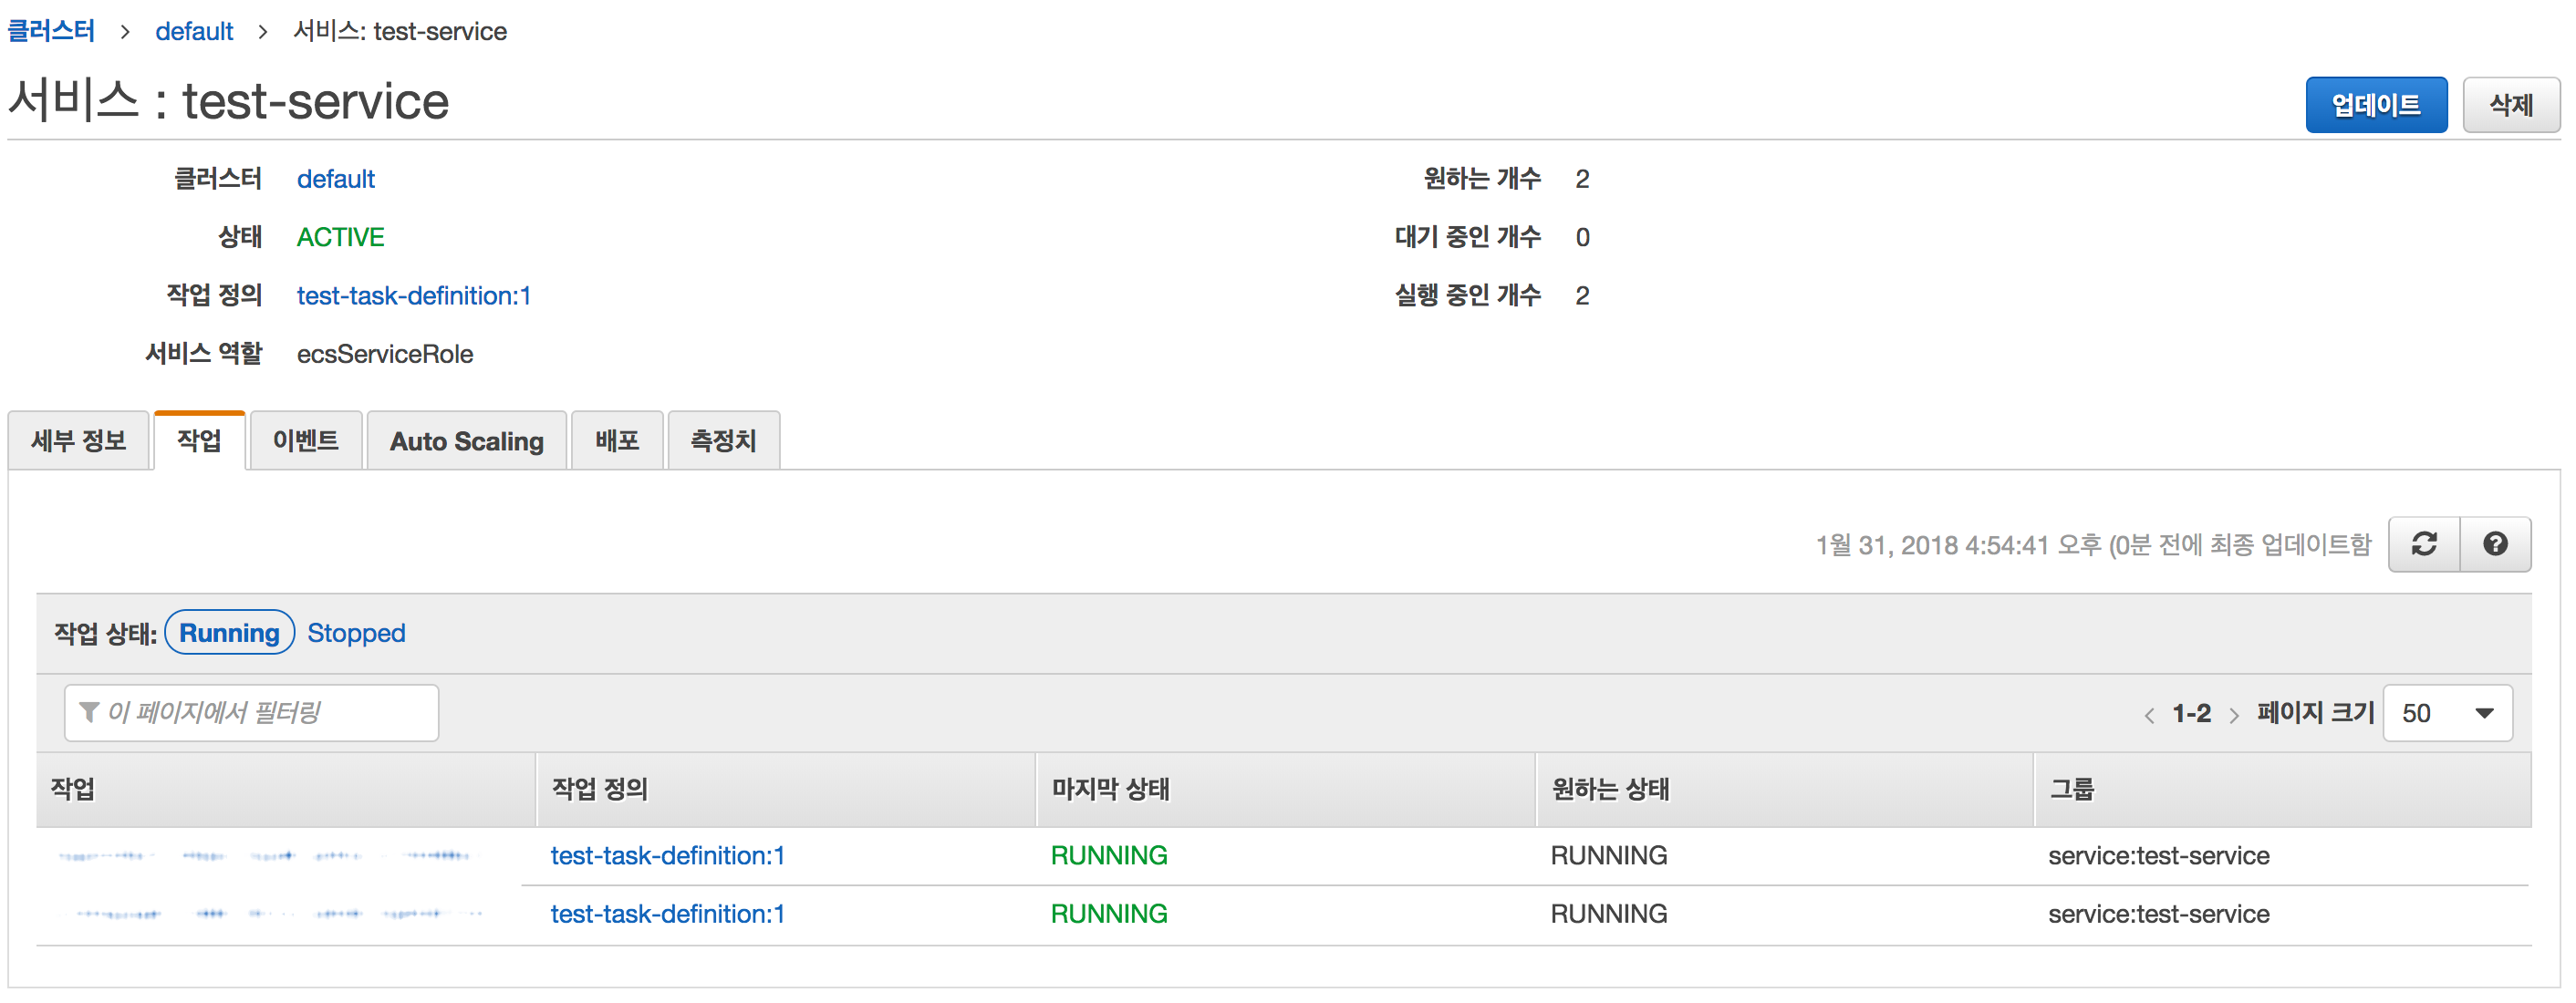 클러스터 > default > 서비스: test-service
서비스 : test-service
업데이트 삭제
클러스터 default 원하는 개수 2
상태 ACTIVE 대기 중인 개수 0
작업 정의 test-task-definition:1 실행 중인 개수 2
서비스 역할 ecsServiceRole
세부 정보 작업 이벤트 Auto Scaling 배포 측정치
1월 31, 2018 4:54:41 오후 (0분 전에 최종 업데이트함
작업 상태: Running Stopped
이 페이지에서 필터링 < 1-2 > 페이지 크기 50
작업 작업 정의 마지막 상태 원하는 상태 그룹
test-task-definition:1 RUNNING RUNNING service:test-service
test-task-definition:1 RUNNING RUNNING service:test-service